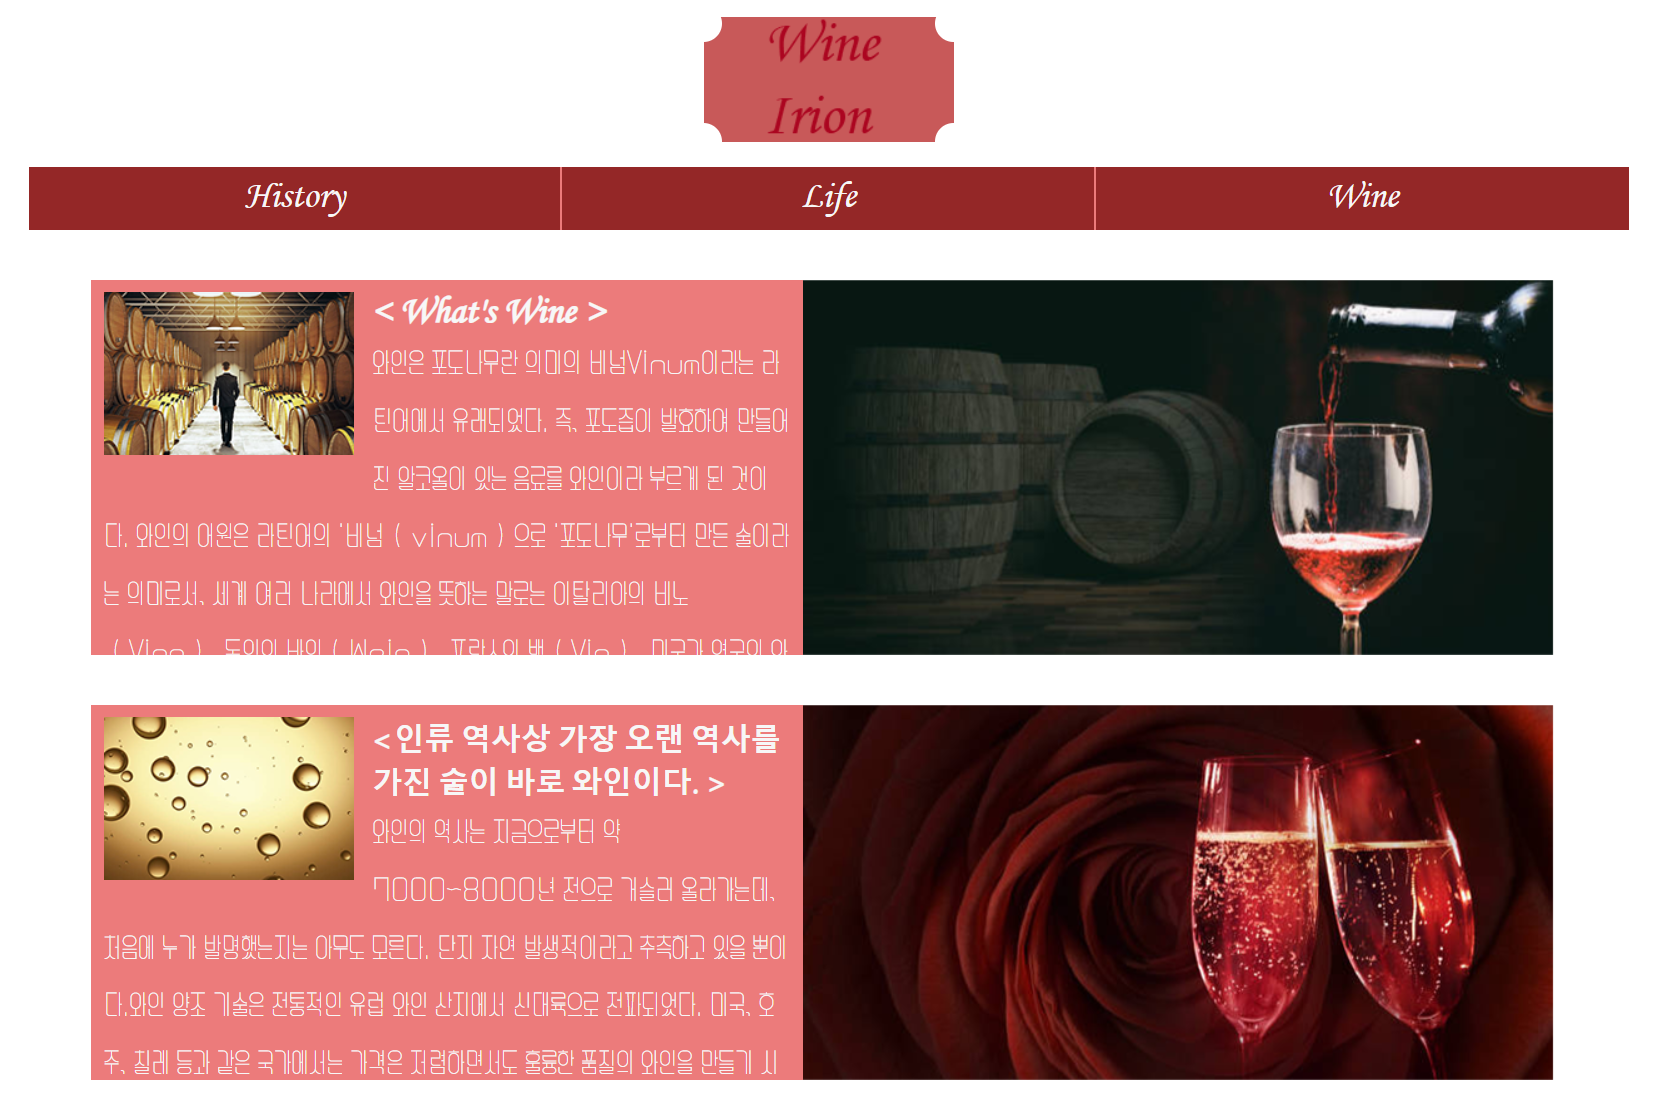 Wine
Irion
History
Life
Wine
< What's Wine >
와인은 포도나무란 의미의 비넘Vinum이라는 라
틴어에서 유래되었다. 즉, 포도즙이 발효하여 만들어
진 알코올이 있는 음료를 와인이라 부르게 된 것이
다. 와인의 어원은 라틴어의 '비넘 ( vinum ) 으로 '포도나무'로부터 만든 술이라
는 의미로서, 세계 여러 나라에서 와인을 뜻하는 말로는 이탈리아의 비노
< 인류 역사상 가장 오랜 역사를
가진 술이 바로 와인이다. >
와인의 역사는 지금으로부터 약
7000~8000년 전으로 거슬러 올라가는데,
처음에 누가 발명했는지는 아무도 모른다. 단지 자연 발생적이라고 추측하고 있을 뿐이
다.와인 양조 기술은 전통적인 유럽 와인 산지에서 신대륙으로 전파되었다. 미국, 호
주, 칠레 등과 같은 국가에서는 가격은 저렴하면서도 훌륭한 품질의 와인을 만들기 시